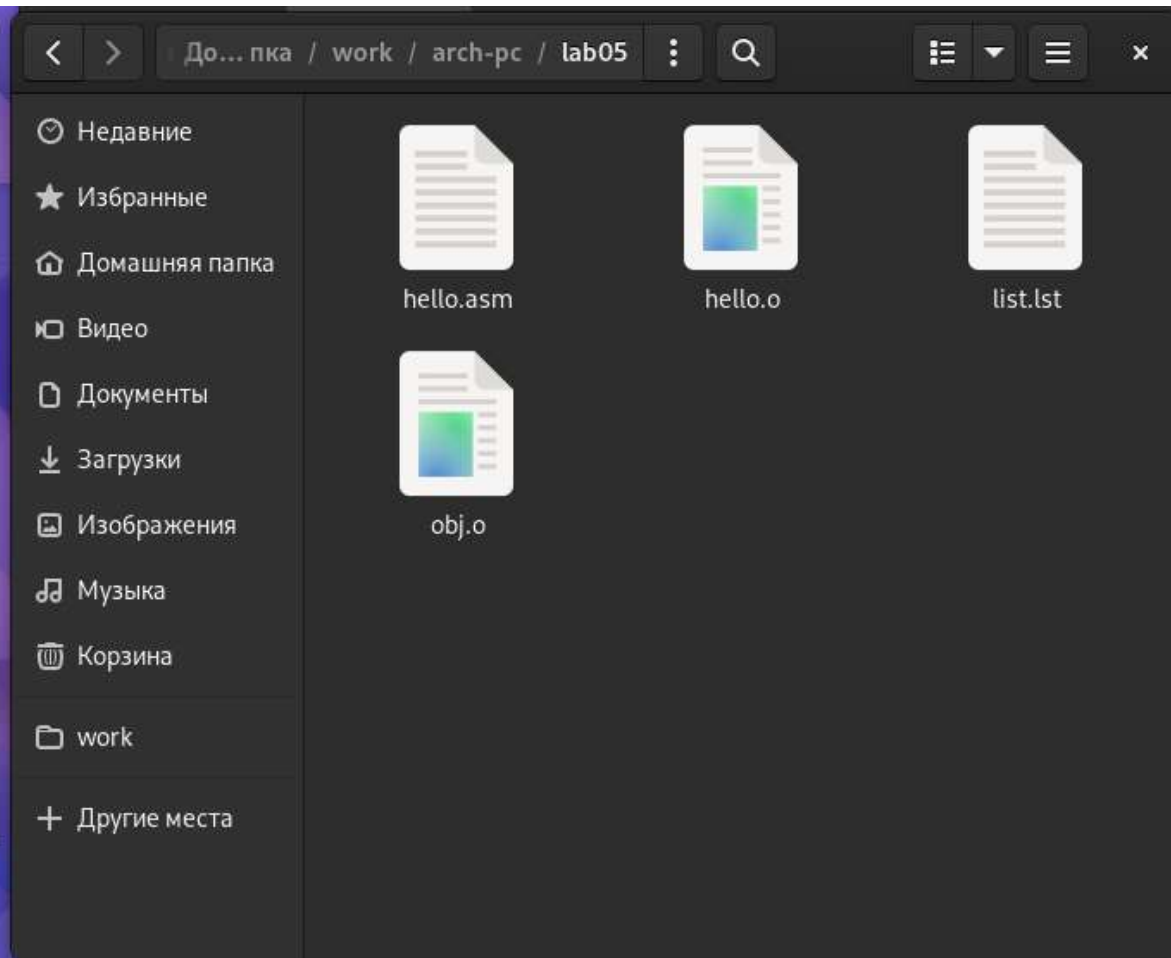 До... пка / work / arch-pc / lab05
Недавние
Избранные
Домашняя папка
Видео
Документы
Загрузки
Изображения
Музыка
Корзина
work
Другие места
hello.asm
hello.o
list.lst
obj.o